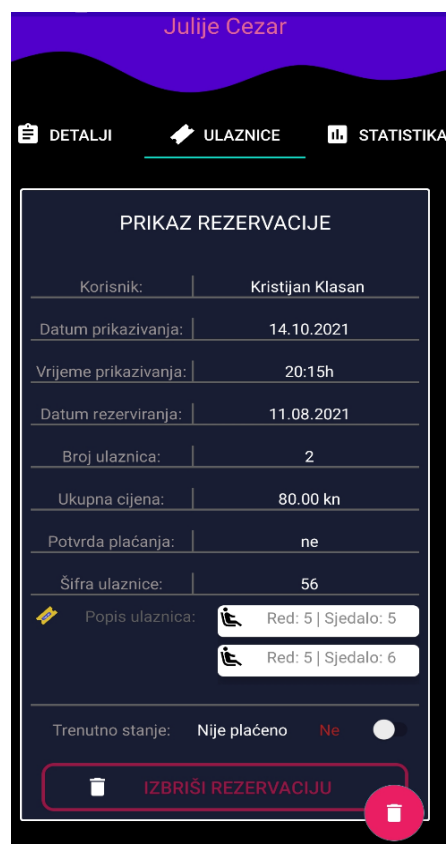 Julije Cezar
DETALJI ULAZNICE STATISTIKA
PRIKAZ REZERVACIJE
Korisnik: Kristijan Klasan
Datum prikazivanja: 14.10.2021
Vrijeme prikazivanja: 20:15h
Datum rezerviranja: 11.08.2021
Broj ulaznica: 2
Ukupna cijena: 80.00 kn
Potvrda plaćanja: ne
Šifra ulaznice: 56
Popis ulaznica: Red: 5 | Sjedalo: 5
Red: 5 | Sjedalo: 6
Trenutno stanje: Nije plaćeno Ne
IZBRIŠI REZERVACIJU